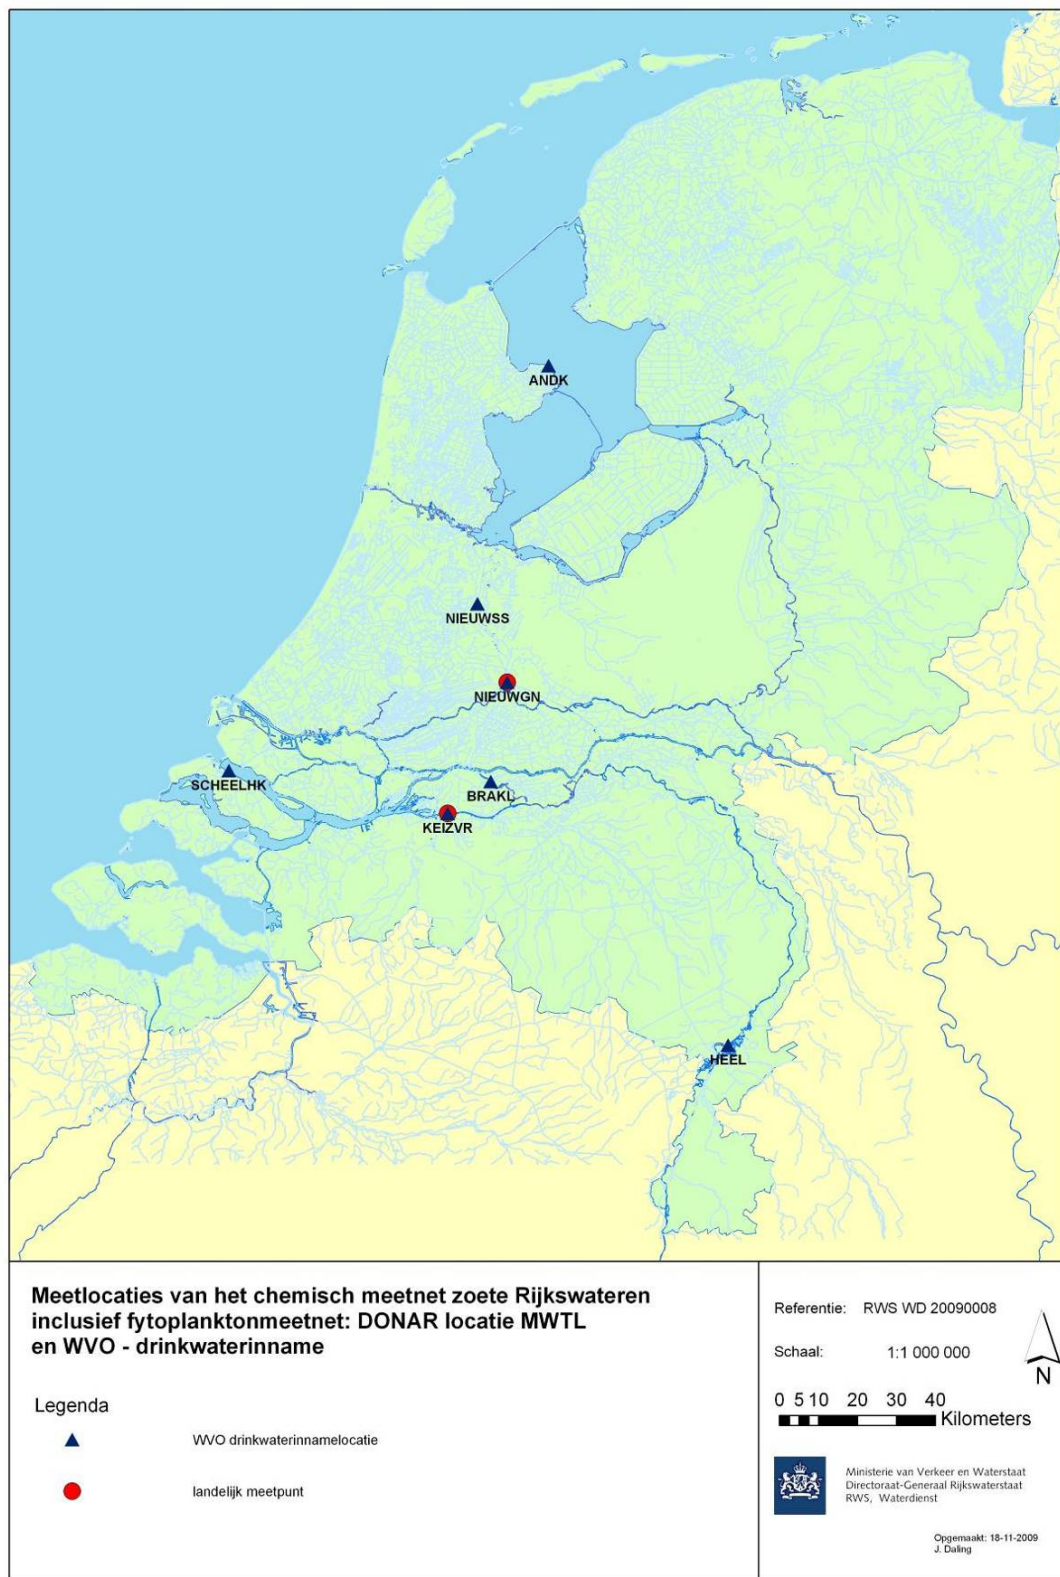 ANDK
NIEUWSS
NIEUWGN
SCHEELHK
BRAKL
KEIZVR
HEEL
Meetlocaties van het chemisch meetnet zoete Rijkswateren
inclusief fytoplanktonmeetnet: DONAR locatie MWTL
en WVO - drinkwaterinname
Legenda
WVO drinkwaterinnamelocatie
landelijk meetpunt
Referentie: RWS WD 20090008
Schaal: 1:1 000 000
N
0 5 10 20 30 40
Kilometers
Ministerie van Verkeer en Waterstaat
Directoraat-Generaal Rijkswaterstaat
RWS, Waterdienst
Opgemaakt: 18-11-2009
J. Daling